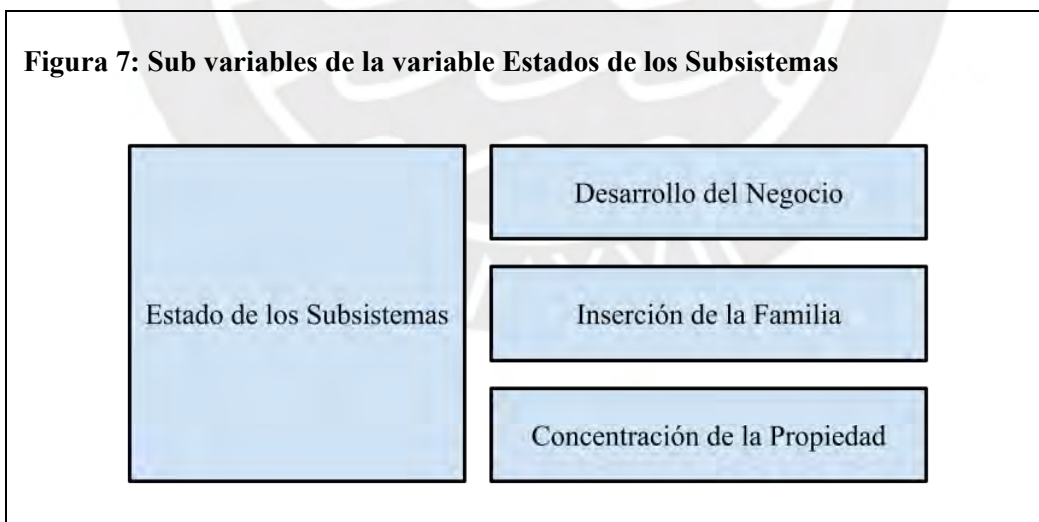 Figura 7: Sub variables de la variable Estados de los Subsistemas
Estado de los Subsistemas
Desarrollo del Negocio
Inserción de la Familia
Concentración de la Propiedad